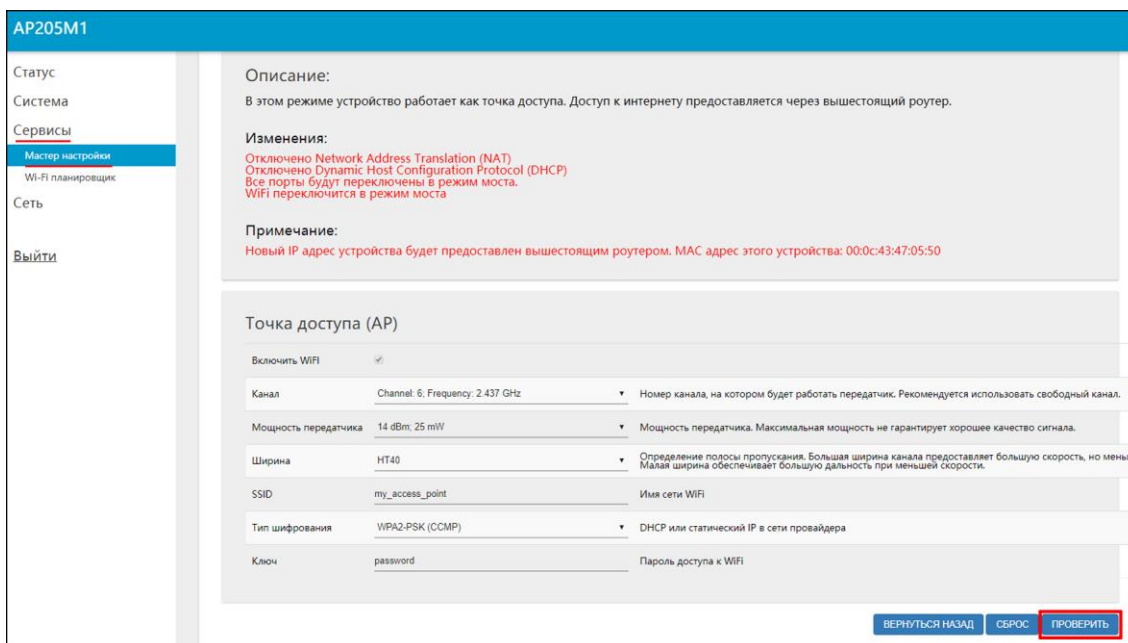 AP205M1
Статус
Система
Сервисы
Мастер настройки
Wi-Fi планировщик
Сеть
Выйти
Описание:
В этом режиме устройство работает как точка доступа. Доступ к интернету предоставляется через вышестоящий роутер.
Изменения:
Отключено Network Address Translation (NAT)
Отключено Dynamic Host Configuration Protocol (DHCP)
Все порты будут переключены в режим моста.
WiFi переключится в режим моста
Примечание:
Новый IP адрес устройства будет предоставлен вышестоящим роутером. MAC адрес этого устройства: 00:0c:43:47:05:50
Точка доступа (AP)
Включить WiFi
Канал Channel: 6; Frequency: 2.437 GHz Номер канала, на котором будет работать передатчик. Рекомендуется использовать свободный канал.
Мощность передатчика 14 dBm; 25 mW Мощность передатчика. Максимальная мощность не гарантирует хорошее качество сигнала.
Ширина HT40 Определение полосы пропускания. Большая ширина канала предоставляет большую скорость, но мень
Малая ширина обеспечивает большую дальность при меньшей скорости.
SSID my_access_point Имя сети WiFi
Тип шифрования WPA2-PSK (CCMP) DHCP или статический IP в сети провайдера
Ключ password Пароль доступа к WiFi
ВЕРНУТЬСЯ НАЗАД СБРОС ПРОВЕРИТЬ